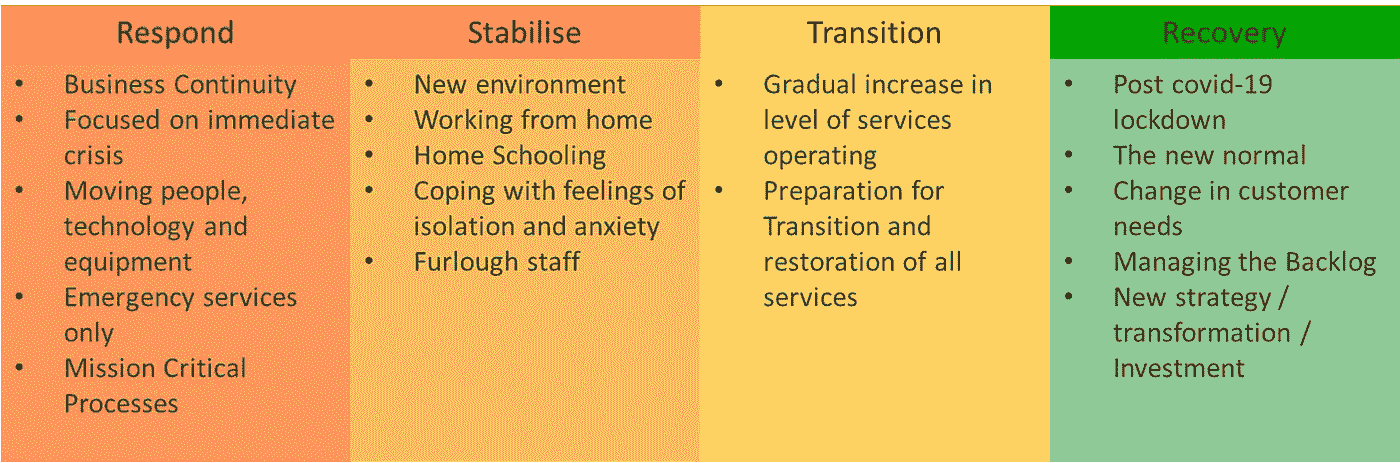 Respond
• Business Continuity
• Focused on immediate
crisis
• Moving people,
technology and
equipment
• Emergency services
only
• Mission Critical
Processes
Stabilise
• New environment
• Working from home
• Home Schooling
• Coping with feelings of
isolation and anxiety
• Furlough staff
Transition
• Gradual increase in
level of services
operating
• Preparation for
Transition and
restoration of all
services
Recovery
• Post covid-19
lockdown
• The new normal
• Change in customer
needs
• Managing the Backlog
• New strategy /
transformation /
Investment